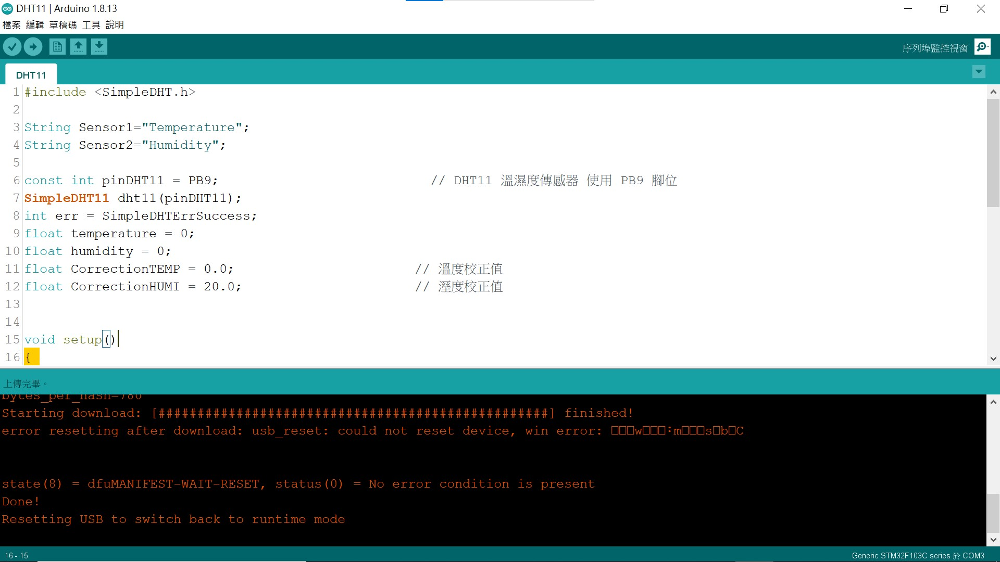 DHT11 | Arduino 1.8.13
檔案 編輯 草稿碼 工具 說明
序列埠監控視窗
DHT11
1 #include <SimpleDHT.h>
2
3 String Sensor1="Temperature";
4 String Sensor2="Humidity";
5
6 const int pinDHT11 = PB9; // DHT11 溫濕度傳感器 使用 PB9 腳位
7 SimpleDHT11 dht11(pinDHT11);
8 int err = SimpleDHTErrSuccess;
9 float temperature = 0;
10 float humidity = 0;
11 float CorrectionTEMP = 0.0; // 溫度校正值
12 float CorrectionHUMI = 20.0; // 溼度校正值
13
14
15 void setup()
16 {
上傳完畢。
bytes_per_hash=780
Starting download: [##################################################] finished!
error resetting after download: usb_reset: could not reset device, win error: □□□w□□□:m□□□s□b□C
state(8) = dfuMANIFEST-WAIT-RESET, status(0) = No error condition is present
Done!
Resetting USB to switch back to runtime mode
16 - 15
Generic STM32F103C series 於 COM3